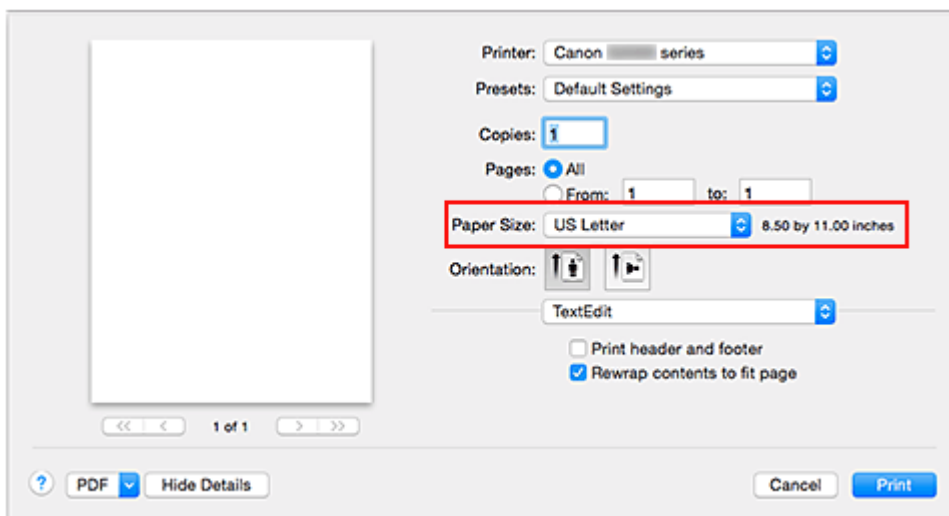 Printer: Canon series
Presets: Default Settings
Copies: 1
Pages: All
From: 1 to: 1
Paper Size: US Letter 8.50 by 11.00 inches
Orientation:
TextEdit
Print header and footer
Rewrap contents to fit page
<< < 1 of 1 > >>
? PDF Hide Details Cancel Print